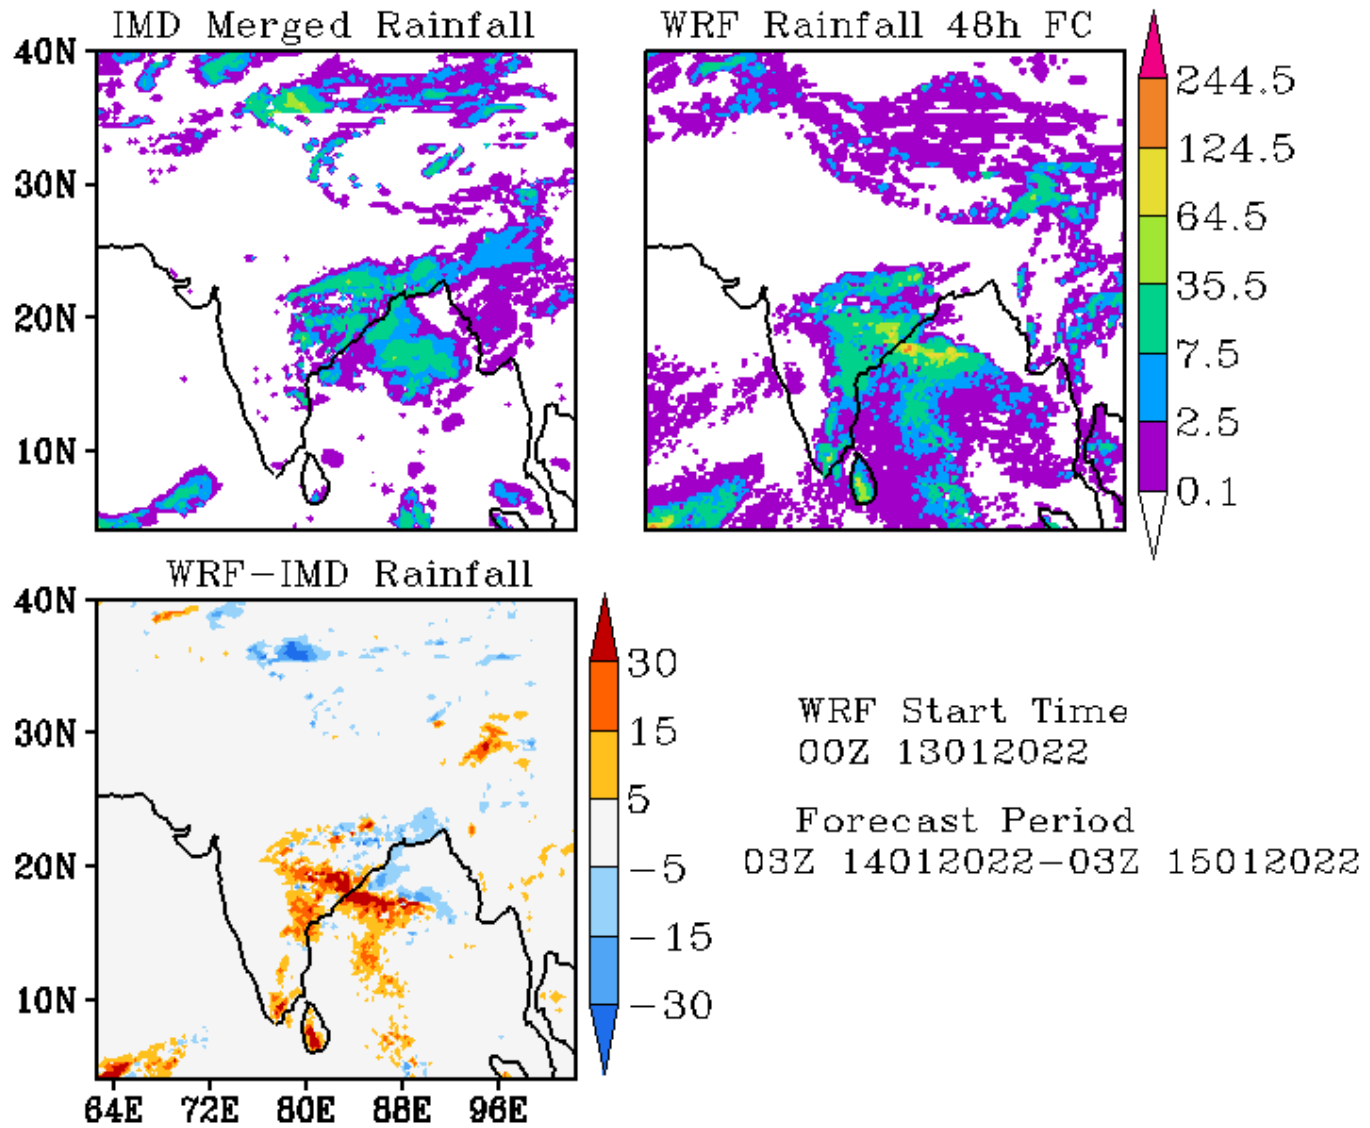 IMD Merged Rainfall
40N
30N
20N
10N
WRF Rainfall 48h FC
244.5
124.5
64.5
35.5
7.5
2.5
0.1
WRF-IMD Rainfall
40N
30N
20N
10N
64E 72E 80E 88E 96E
30
15
5
-5
-15
-30
WRF Start Time
00Z 13012022
Forecast Period
03Z 14012022-03Z 15012022